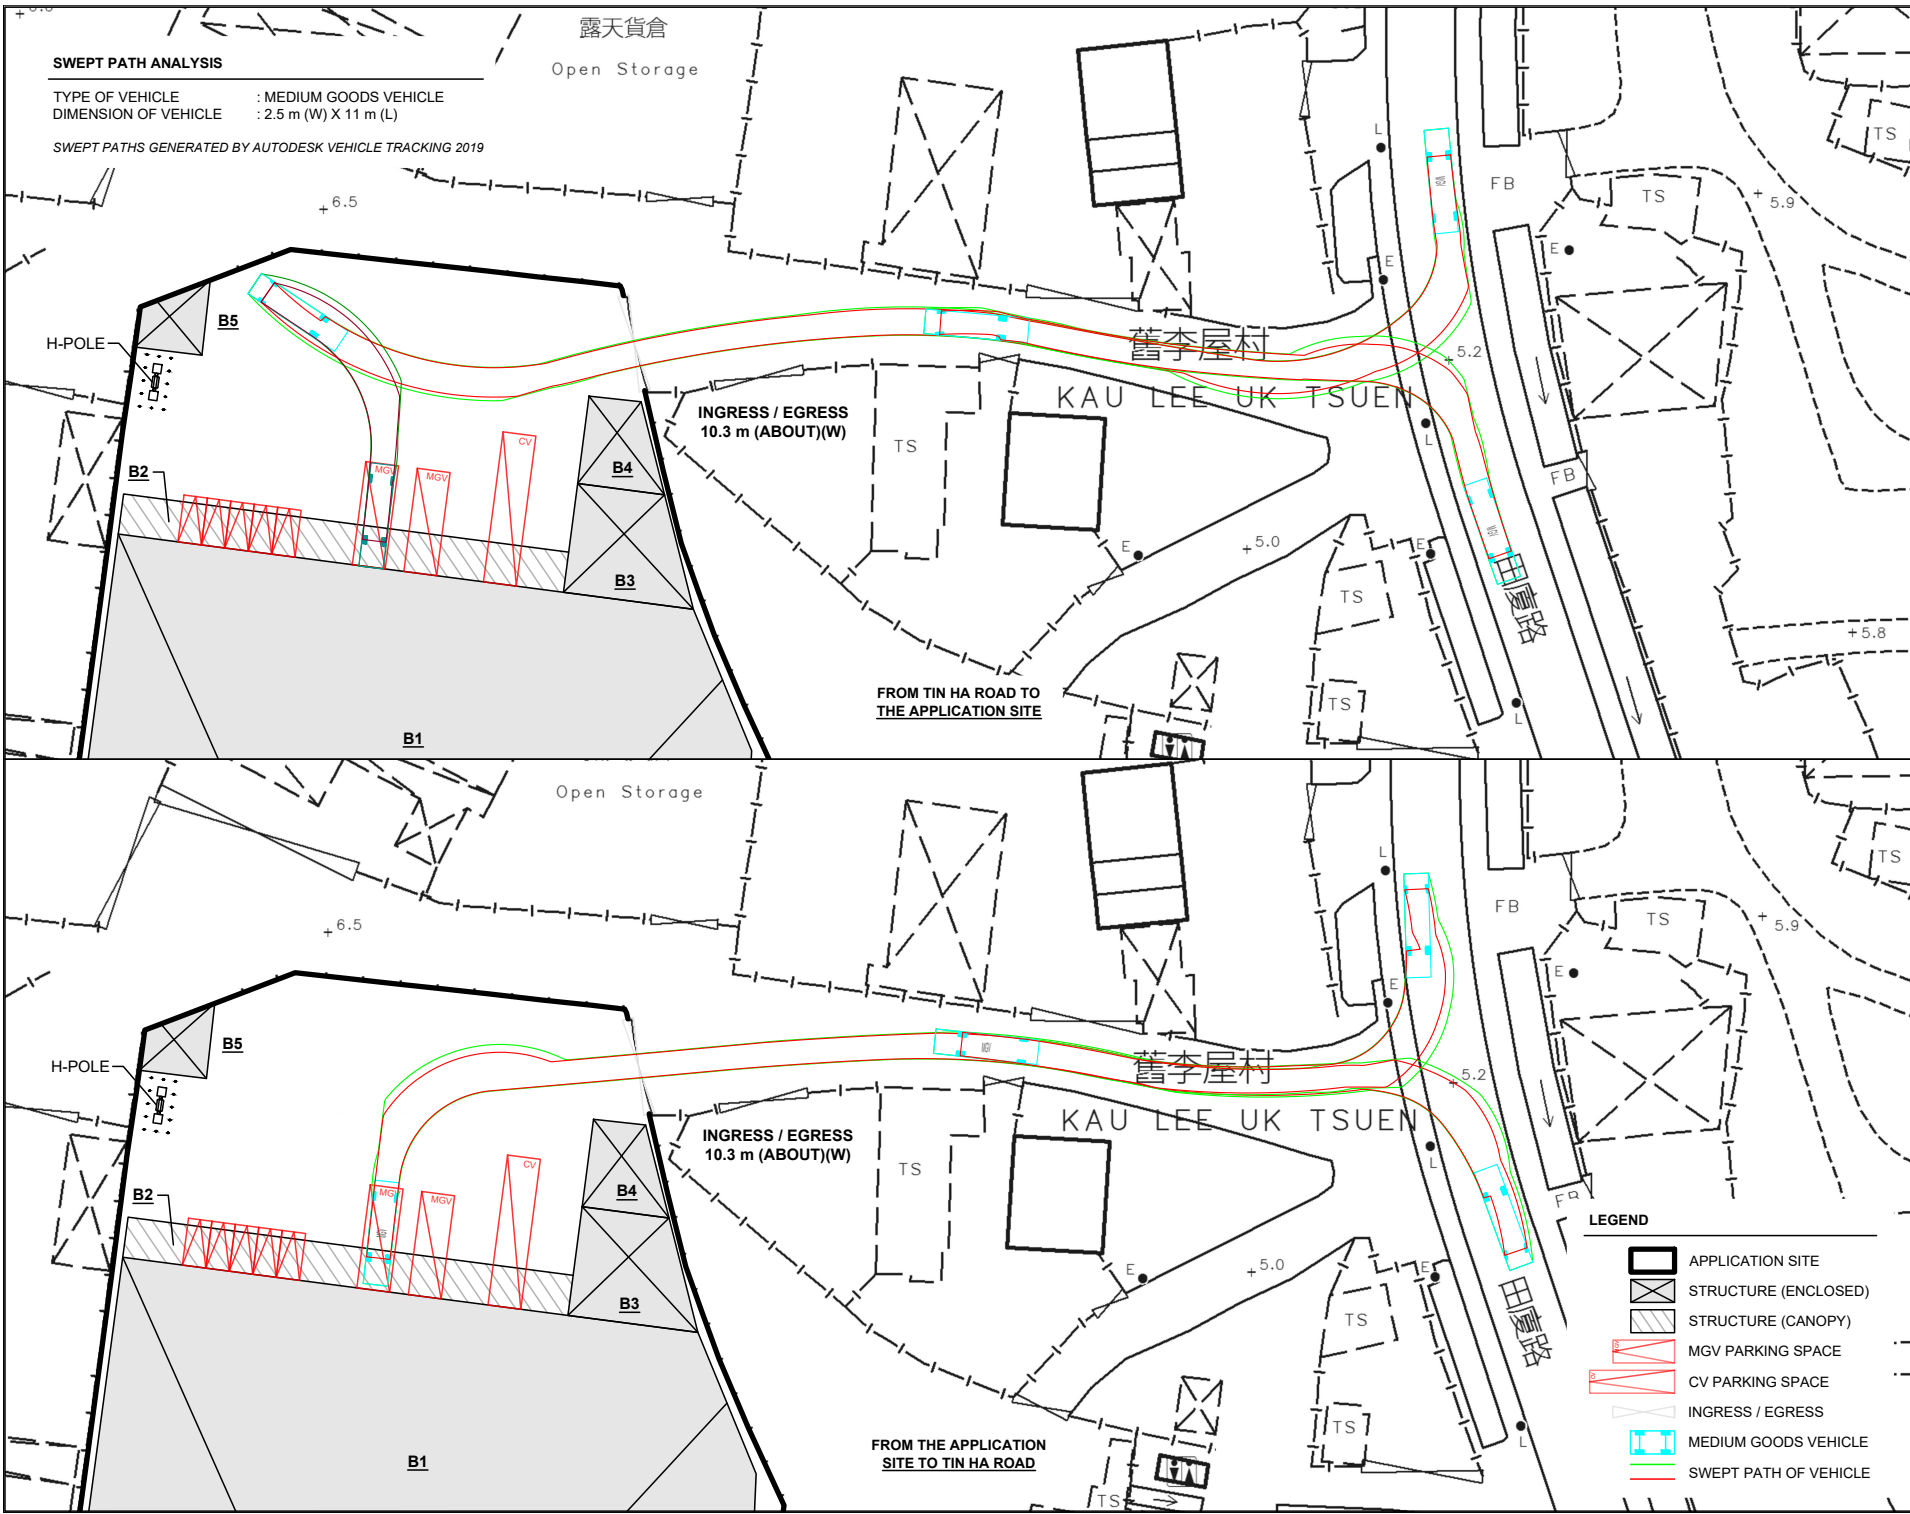 露天貨倉
Open Storage
SWEPT PATH ANALYSIS
TYPE OF VEHICLE : MEDIUM GOODS VEHICLE
DIMENSION OF VEHICLE : 2.5 m (W) X 11 m (L)
SWEPT PATHS GENERATED BY AUTODESK VEHICLE TRACKING 2019
6.5
TS
L
FB
TS
5.9
E
E
B5
H-POLE
舊李屋村
5.2
KAU LEE UK TSUEN
INGRESS / EGRESS
10.3 m (ABOUT)(W)
TS
L
CV
MGV
MGV
B4
B2
FB
MGV
B3
E
5.0
E
TS
田廈路
5.8
FROM TIN HA ROAD TO
THE APPLICATION SITE
TS
L
B1
Open Storage
L
TS
6.5
FB
TS
5.9
E
E
B5
H-POLE
MGV
舊李屋村
5.2
KAU LEE UK TSUEN
INGRESS / EGRESS
10.3 m (ABOUT)(W)
TS
L
CV
MGV
B4
B2
FB
LEGEND
APPLICATION SITE
STRUCTURE (ENCLOSED)
STRUCTURE (CANOPY)
MGV PARKING SPACE
CV PARKING SPACE
INGRESS / EGRESS
MEDIUM GOODS VEHICLE
SWEPT PATH OF VEHICLE
B3
E
5.0
E
TS
田廈路
FROM THE APPLICATION
SITE TO TIN HA ROAD
TS
L
B1
TS